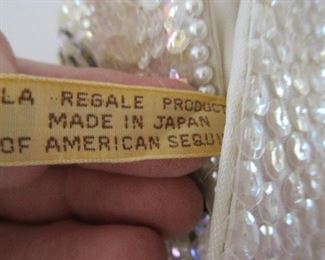 LA REGALE PRODUCT
MADE IN JAPAN
OF AMERICAN